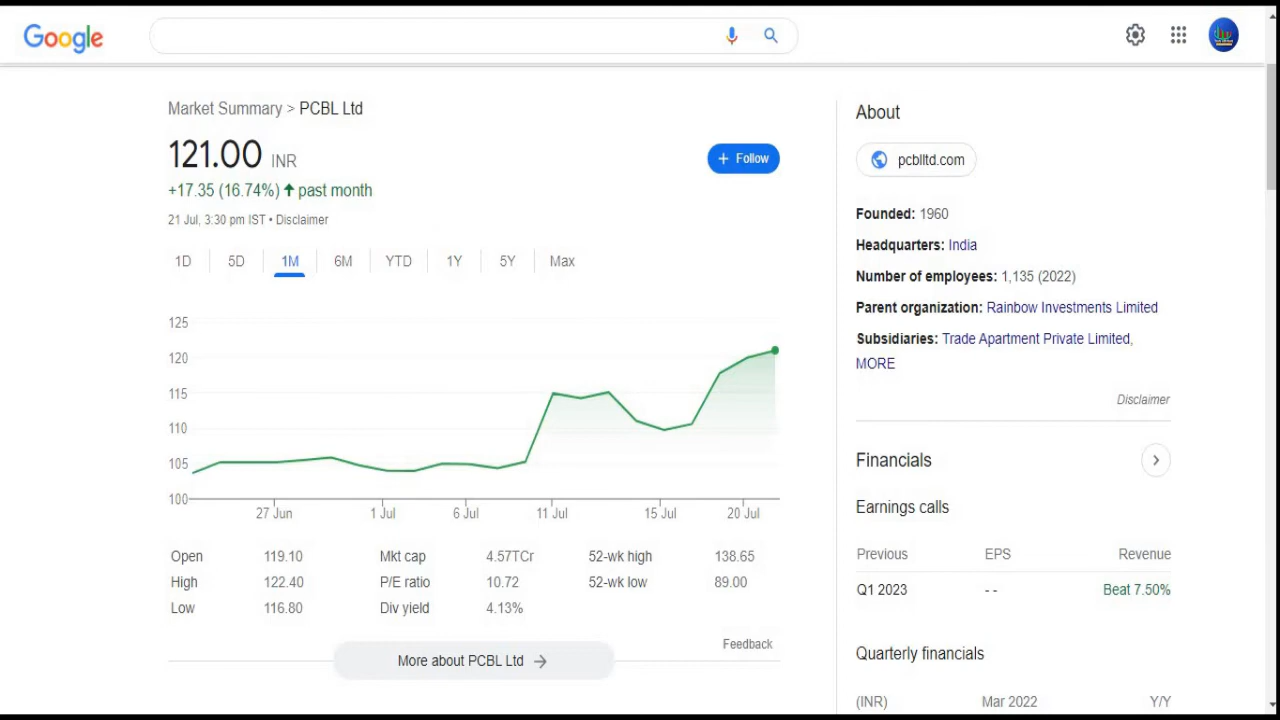 Google
Market Summary > PCBL Ltd
121.00 INR
+ Follow
+17.35 (16.74%) ↑ past month
21 Jul, 3:30 pm IST • Disclaimer
1D 5D 1M 6M YTD 1Y 5Y Max
125
120
115
110
105
100
27 Jun 1 Jul 6 Jul 11 Jul 15 Jul 20 Jul
Open 119.10 Mkt cap 4.57TCr 52-wk high 138.65
High 122.40 P/E ratio 10.72 52-wk low 89.00
Low 116.80 Div yield 4.13%
Feedback
More about PCBL Ltd →
About
pcblltd.com
Founded: 1960
Headquarters: India
Number of employees: 1,135 (2022)
Parent organization: Rainbow Investments Limited
Subsidiaries: Trade Apartment Private Limited,
MORE
Disclaimer
Financials
Earnings calls
Previous EPS Revenue
Q1 2023 - - Beat 7.50%
Quarterly financials
(INR) Mar 2022 Y/Y